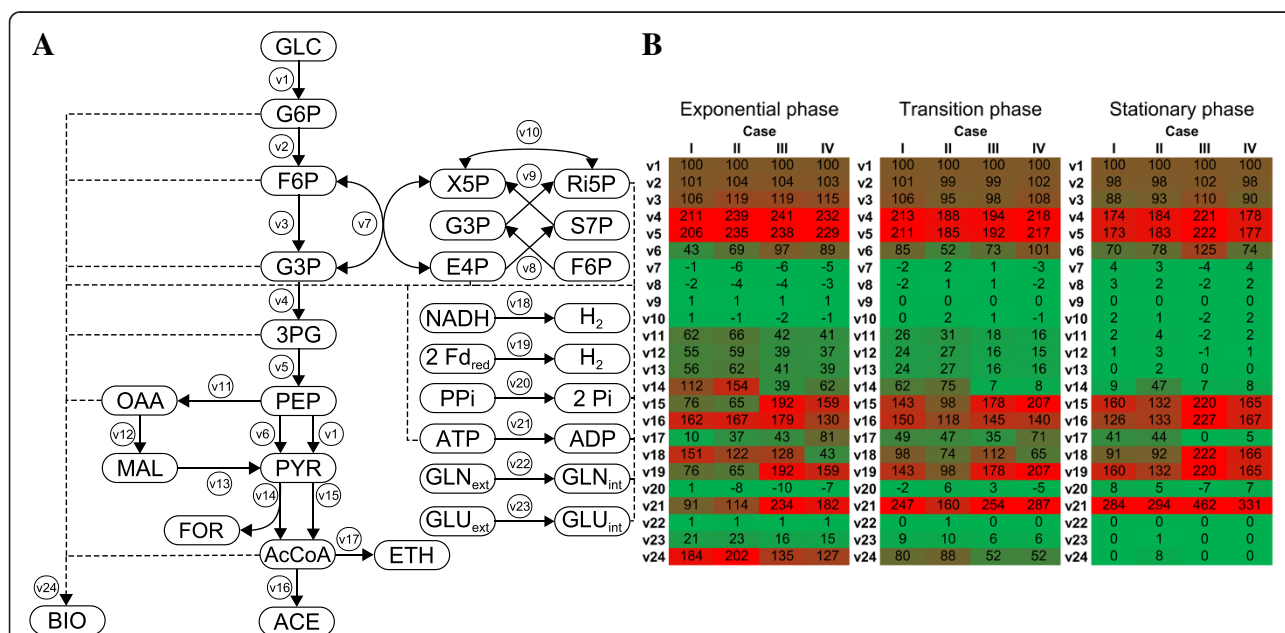 A
B
GLC
v1
G6P
v2
v10
F6P
X5P
v9
Ri5P
v3
v7
G3P
S7P
G3P
E4P
v8
F6P
v4
v18
NADH
H2
3PG
v19
v5
2 Fdred
H2
v11
v20
OAA
PEP
PPi
2 Pi
v12
v6
v1
v21
ATP
ADP
MAL
PYR
v22
v13
v14
v15
GLNext
GLNint
FOR
v23
v17
GLUext
GLUint
AcCoA
ETH
v24
v16
BIO
ACE
Exponential phase Transition phase Stationary phase
Case Case Case
I II III IV I II III IV I II III IV
v1 100 100 100 100 v1 100 100 100 100 v1 100 100 100 100
v2 101 104 104 103 v2 101 99 99 102 v2 98 98 102 98
v3 106 119 119 115 v3 106 95 98 108 v3 88 93 110 90
v4 211 239 241 232 v4 213 188 194 218 v4 174 184 221 178
v5 206 235 238 229 v5 211 185 192 217 v5 173 183 222 177
v6 43 69 97 89 v6 85 52 73 101 v6 70 78 125 74
v7 -1 -6 -6 -5 v7 -2 2 1 -3 v7 4 3 -4 4
v8 -2 -4 -4 -3 v8 -2 1 1 -2 v8 3 2 -2 2
v9 1 1 1 1 v9 0 0 0 0 v9 0 0 0 0
v10 1 -1 -2 -1 v10 0 2 1 -1 v10 2 1 -2 2
v11 62 66 42 41 v11 26 31 18 16 v11 2 4 -2 2
v12 55 59 39 37 v12 24 27 16 15 v12 1 3 -1 1
v13 56 62 41 39 v13 24 27 16 16 v13 0 2 0 0
v14 112 154 39 62 v14 62 75 7 8 v14 9 47 7 8
v15 76 65 192 159 v15 143 98 178 207 v15 160 132 220 165
v16 162 167 179 130 v16 150 118 145 140 v16 126 133 227 167
v17 10 37 43 81 v17 49 47 35 71 v17 41 44 0 5
v18 151 122 128 43 v18 98 74 112 65 v18 91 92 222 166
v19 76 65 192 159 v19 143 98 178 207 v19 160 132 220 165
v20 1 -8 -10 -7 v20 -2 6 3 -5 v20 8 5 -7 7
v21 91 114 234 182 v21 247 160 254 287 v21 284 294 462 331
v22 1 1 1 1 v22 0 1 0 0 v22 0 0 0 0
v23 21 23 16 15 v23 9 10 6 6 v23 0 1 0 0
v24 184 202 135 127 v24 80 88 52 52 v24 0 8 0 0